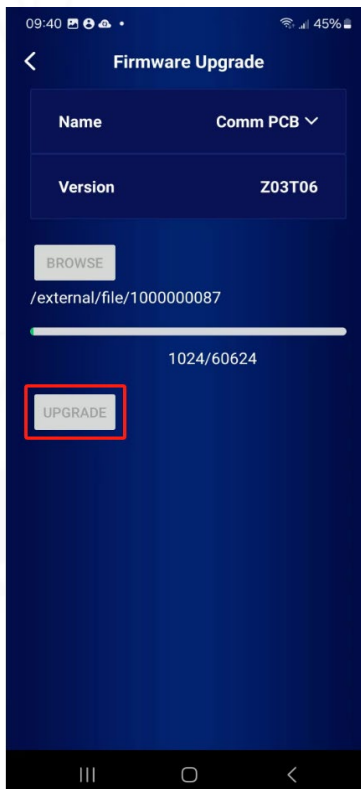 09:40 45%
Firmware Upgrade
Name Comm PCB
Version Z03T06
BROWSE
/external/file/1000000087
1024/60624
UPGRADE